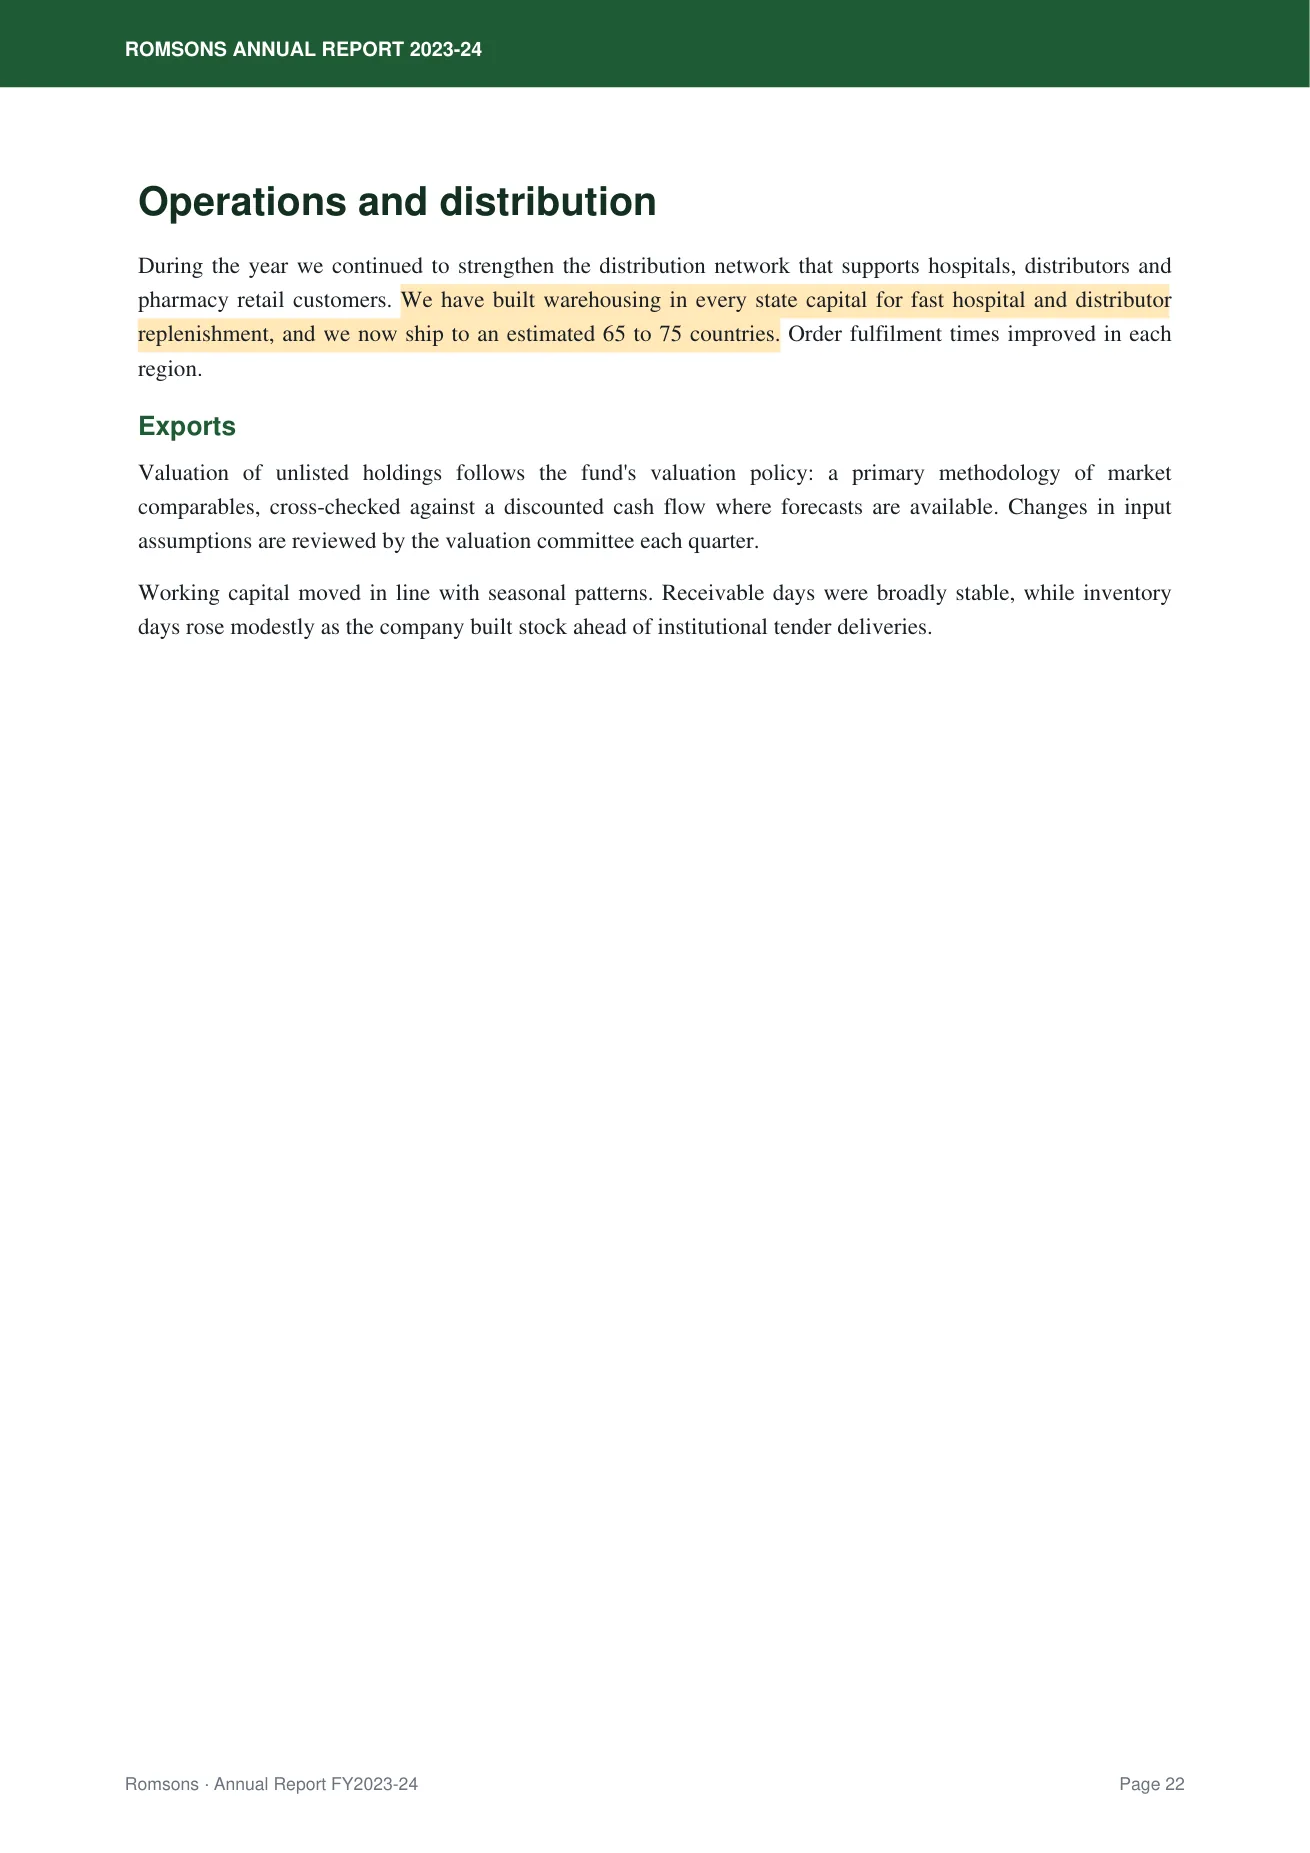 ROMSONS ANNUAL REPORT 2023-24
Operations and distribution
During the year we continued to strengthen the distribution network that supports hospitals, distributors and
pharmacy retail customers. We have built warehousing in every state capital for fast hospital and distributor
replenishment, and we now ship to an estimated 65 to 75 countries. Order fulfilment times improved in each
region.
Exports
Valuation of unlisted holdings follows the fund's valuation policy: a primary methodology of market
comparables, cross-checked against a discounted cash flow where forecasts are available. Changes in input
assumptions are reviewed by the valuation committee each quarter.
Working capital moved in line with seasonal patterns. Receivable days were broadly stable, while inventory
days rose modestly as the company built stock ahead of institutional tender deliveries.
Romsons · Annual Report FY2023-24
Page 22